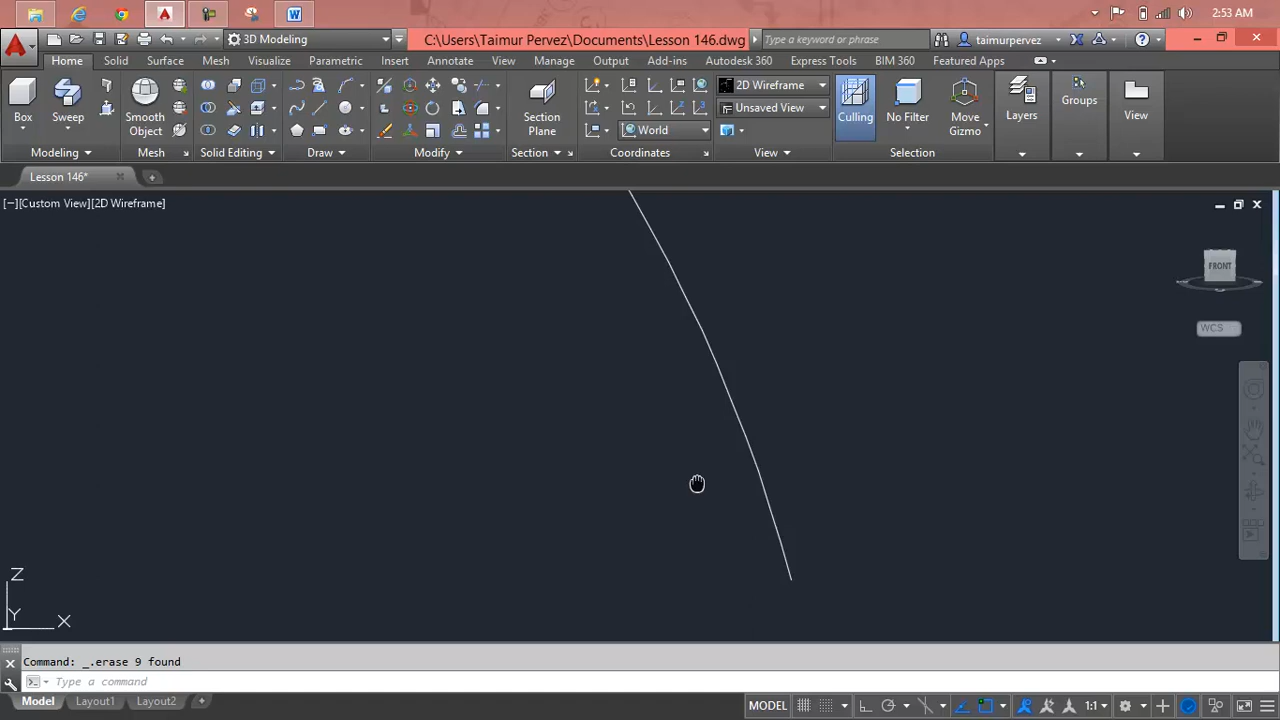 2:53 AM
3D Modeling
C:\Users\Taimur Pervez\Documents\Lesson 146.dwg
Type a keyword or phrase
taimurpervez
Home Solid Surface Mesh Visualize Parametric Insert Annotate View Manage Output Add-ins Autodesk 360 Express Tools BIM 360 Featured Apps
2D Wireframe
Unsaved View
World
Box
Sweep
Smooth
Object
Section
Plane
Culling
No Filter
Move
Gizmo
Layers
Groups
View
Modeling
Mesh
Solid Editing
Draw
Modify
Section
Coordinates
View
Selection
Lesson 146*
[−][Custom View][2D Wireframe]
FRONT
WCS
Z
Y
X
Command: _.erase 9 found
Type a command
Model Layout1 Layout2 +
MODEL
1:1